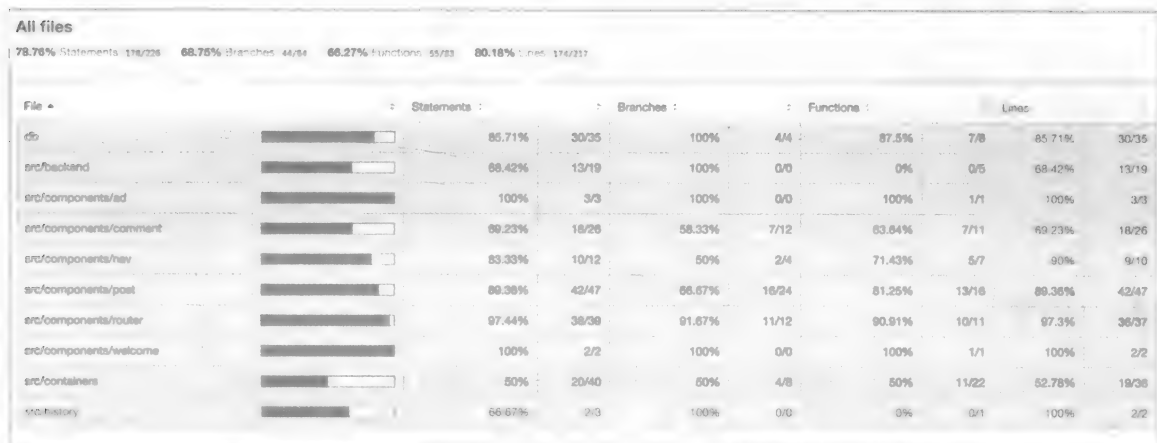 All files
78.76% Statements 178/226 68.75% Branches 44/64 66.27% Functions 55/83 80.18% Lines 174/217
File Statements Branches Functions Lines
db 85.71% 30/35 100% 4/4 87.5% 7/8 85.71% 30/35
src/backend 68.42% 13/19 100% 0/0 0% 0/5 68.42% 13/19
src/components/ad 100% 3/3 100% 0/0 100% 1/1 100% 3/3
src/components/comment 69.23% 18/26 58.33% 7/12 63.64% 7/11 69.23% 18/26
src/components/nav 83.33% 10/12 50% 2/4 71.43% 5/7 90% 9/10
src/components/post 89.36% 42/47 66.67% 16/24 81.25% 13/16 89.36% 42/47
src/components/router 97.44% 38/39 91.67% 11/12 90.91% 10/11 97.3% 36/37
src/components/welcome 100% 2/2 100% 0/0 100% 1/1 100% 2/2
src/containers 50% 20/40 50% 4/8 50% 11/22 52.78% 19/36
src/history 66.67% 2/3 100% 0/0 0% 0/1 100% 2/2